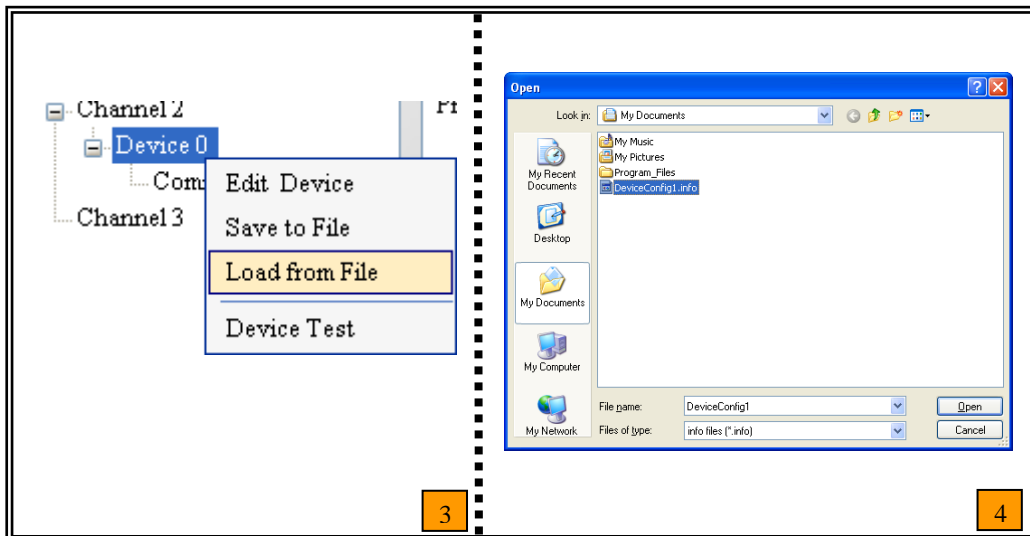 Channel 2
Device 0
Channel 3
Edit Device
Save to File
Load from File
Device Test
3
Open
Look in:
My Documents
My Recent
Documents
Desktop
My Documents
My Computer
My Network
My Music
My Pictures
Program_Files
DeviceConfig1.info
File name:
DeviceConfig1
Open
Files of type:
info files (*.info)
Cancel
4